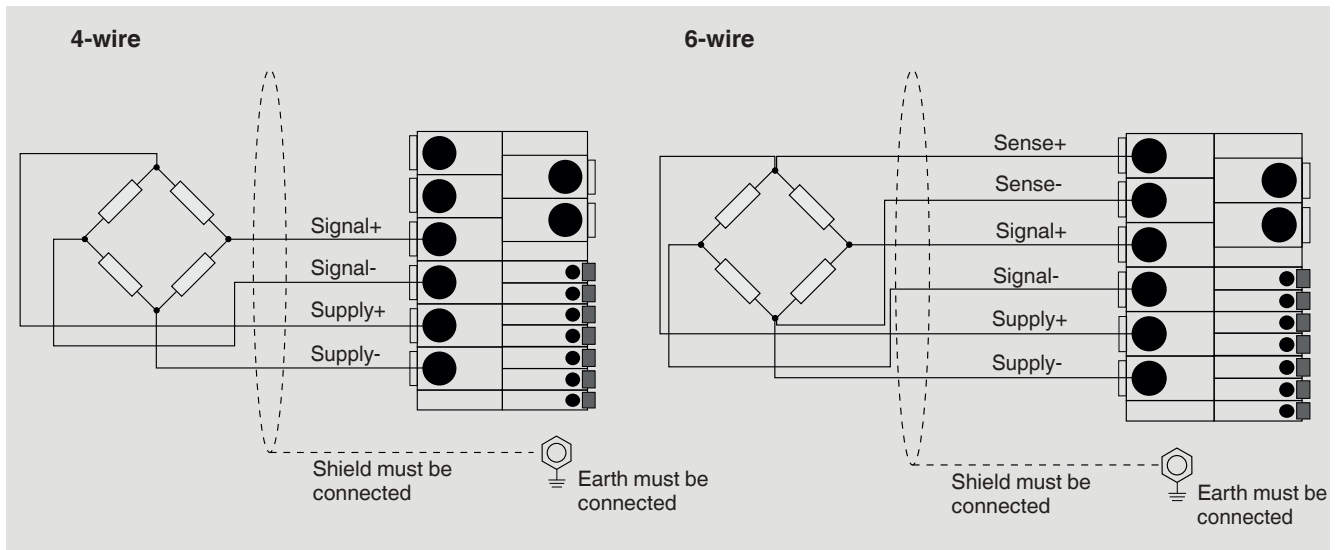 4-wire
Signal+
Signal-
Supply+
Supply-
Shield must be
connected
Earth must be
connected
6-wire
Sense+
Sense-
Signal+
Signal-
Supply+
Supply-
Shield must be
connected
Earth must be
connected